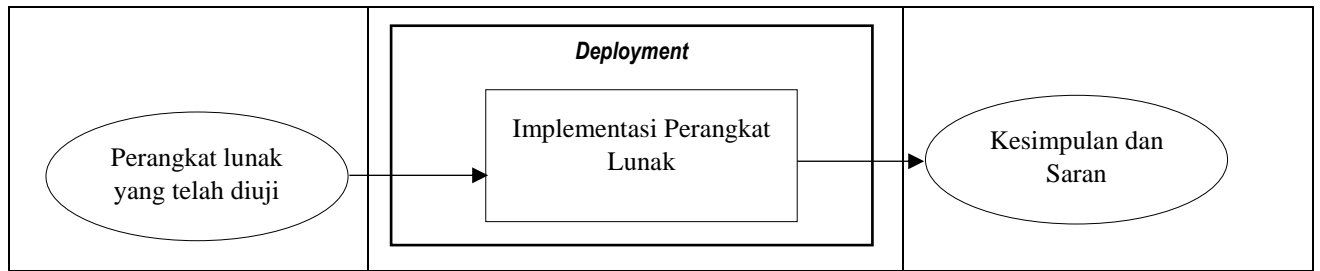 Perangkat lunak
yang telah diuji
Deployment
Implementasi Perangkat
Lunak
Kesimpulan dan
Saran